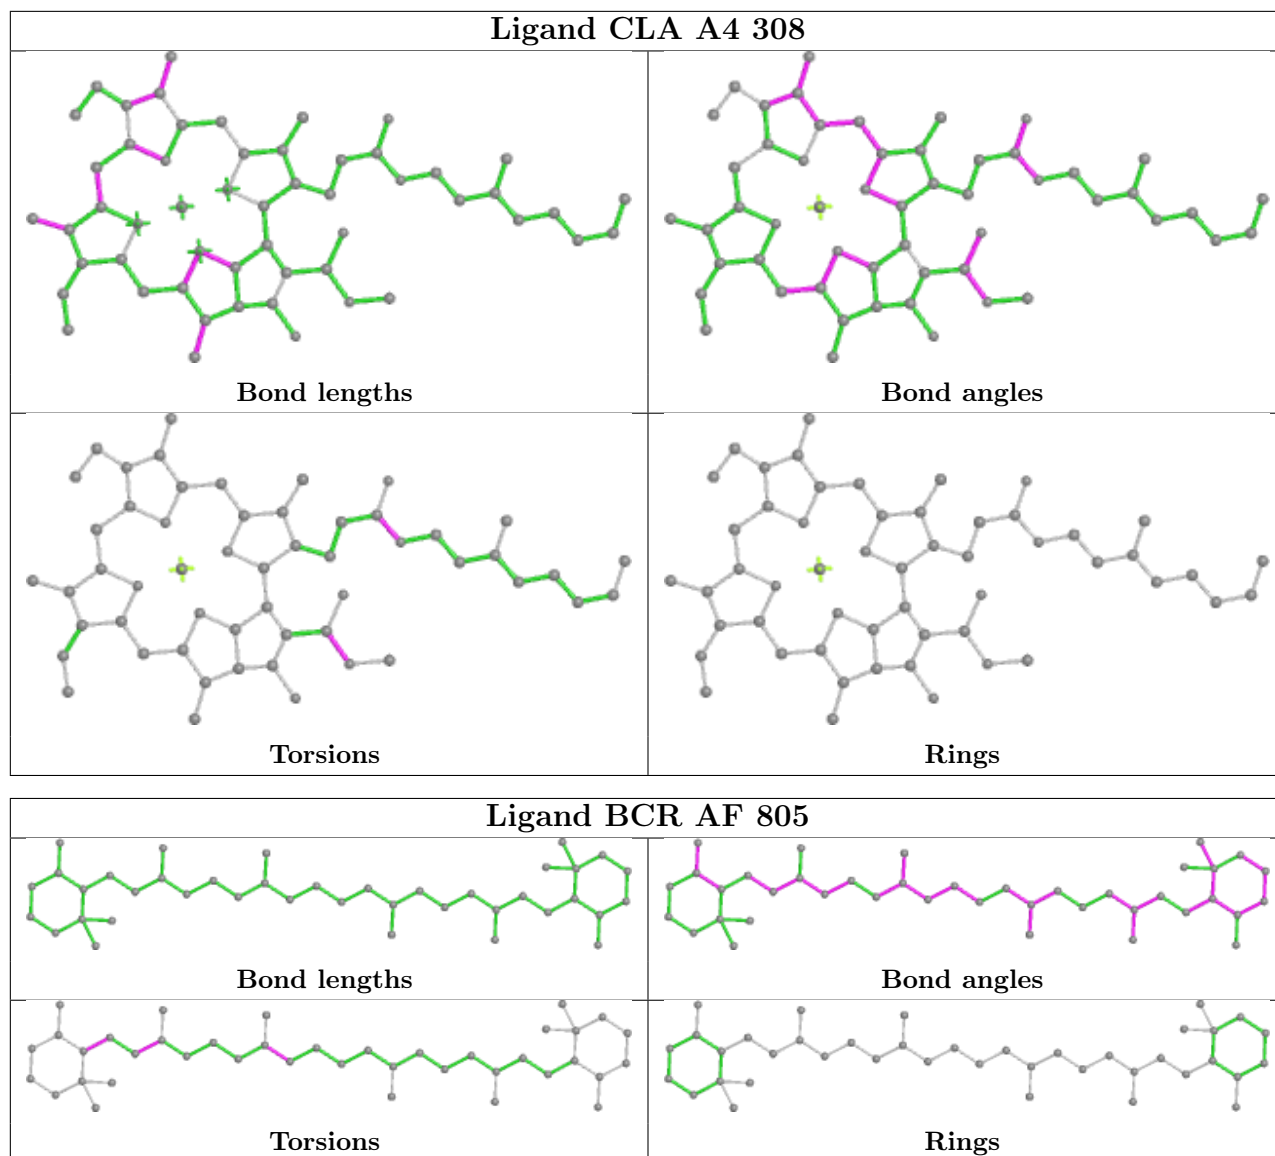 Ligand CLA A4 308
Bond lengths
Bond angles
Torsions
Rings
Ligand BCR AF 805
Bond lengths
Bond angles
Torsions
Rings